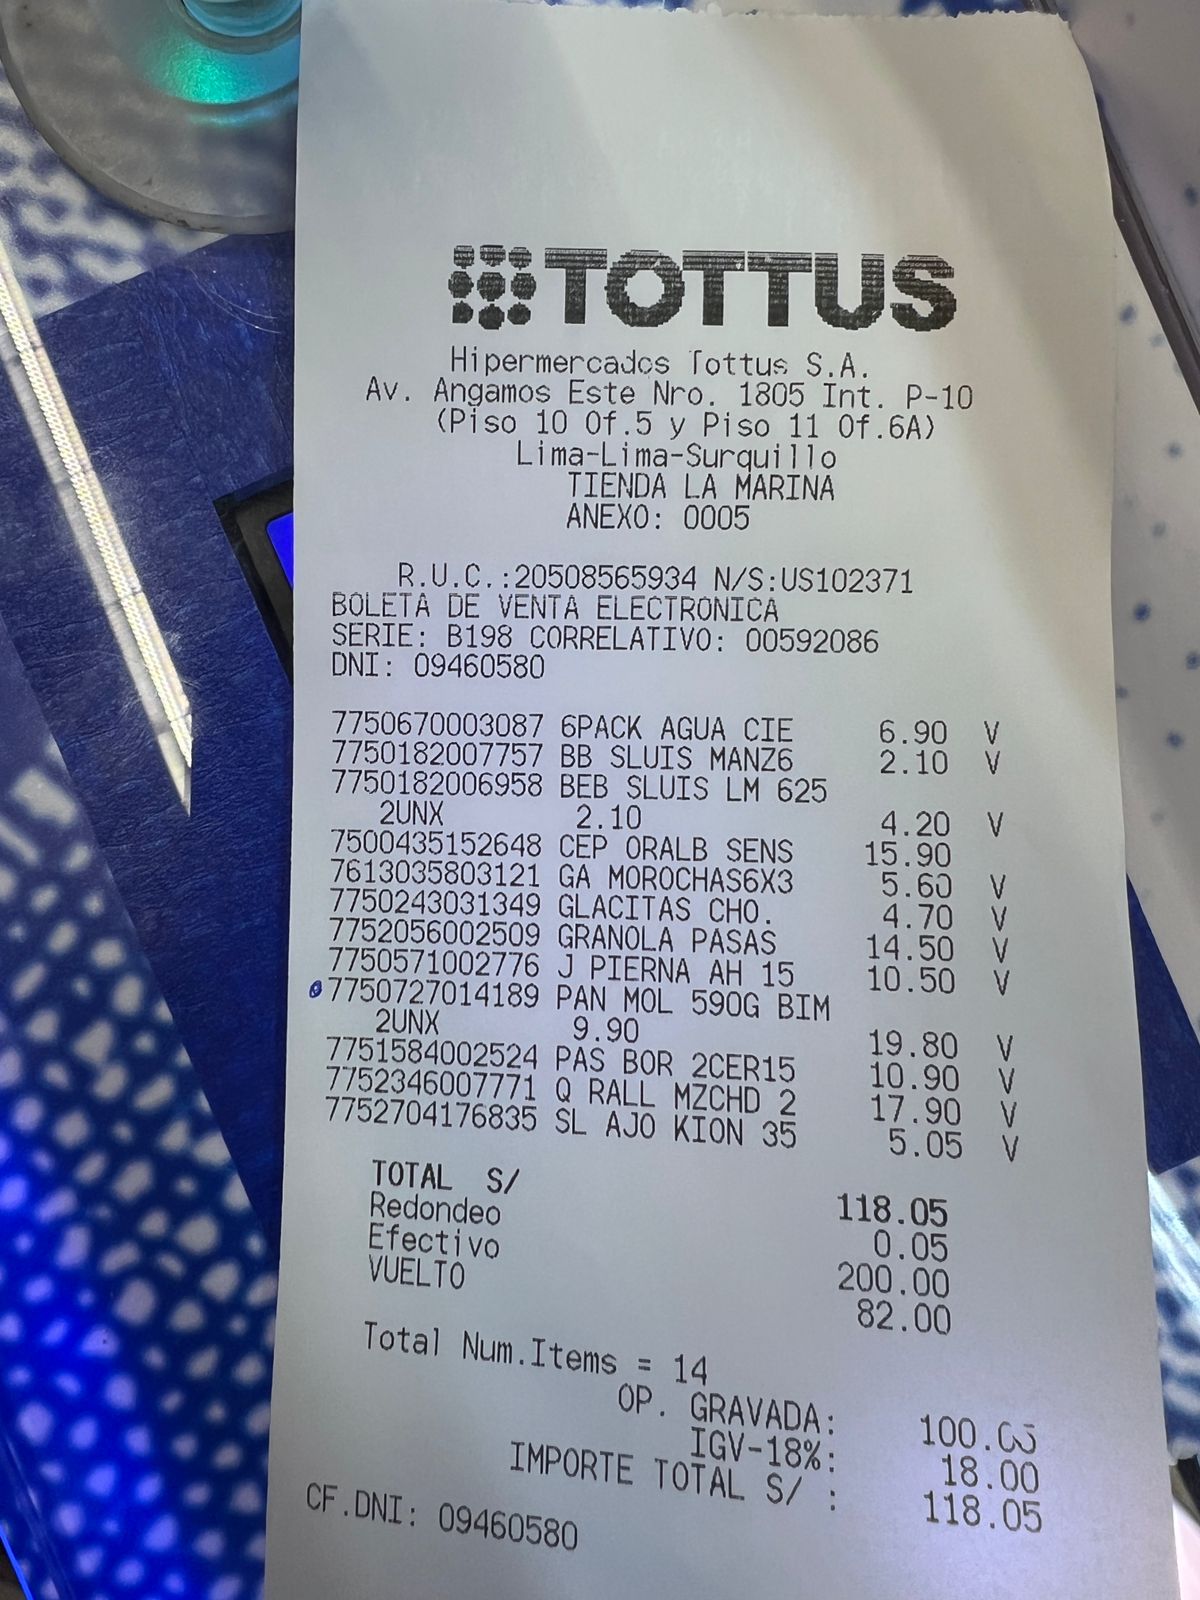 TOTTUS
Hipermercados Tottus S.A.
Av. Angamos Este Nro. 1805 Int. P-10
(Piso 10 Of.5 y Piso 11 Of.6A)
Lima-Lima-Surquillo
TIENDA LA MARINA
ANEXO: 0005
R.U.C.:20508565934 N/S:US102371
BOLETA DE VENTA ELECTRONICA
SERIE: B198 CORRELATIVO: 00592086
DNI: 09460580
7750670003087 6PACK AGUA CIE 6.90 V
7750182007757 BB SLUIS MANZ6 2.10 V
7750182006958 BEB SLUIS LM 625
2UNX 2.10 4.20 V
7500435152648 CEP ORALB SENS 15.90
7613035803121 GA MOROCHAS6X3 5.60 V
7750243031349 GLACITAS CHO. 4.70 V
7752056002509 GRANOLA PASAS 14.50 V
7750571002776 J PIERNA AH 15 10.50 V
7750727014189 PAN MOL 590G BIM
2UNX 9.90 19.80 V
7751584002524 PAS BOR 2CER15 10.90 V
7752346007771 Q RALL MZCHD 2 17.90 V
7752704176835 SL AJO KION 35 5.05 V
TOTAL S/ 118.05
Redondeo 0.05
Efectivo 200.00
VUELTO 82.00
Total Num.Items = 14
OP. GRAVADA:
IGV-18%: 18.00
IMPORTE TOTAL S/ : 118.05
CF.DNI: 09460580